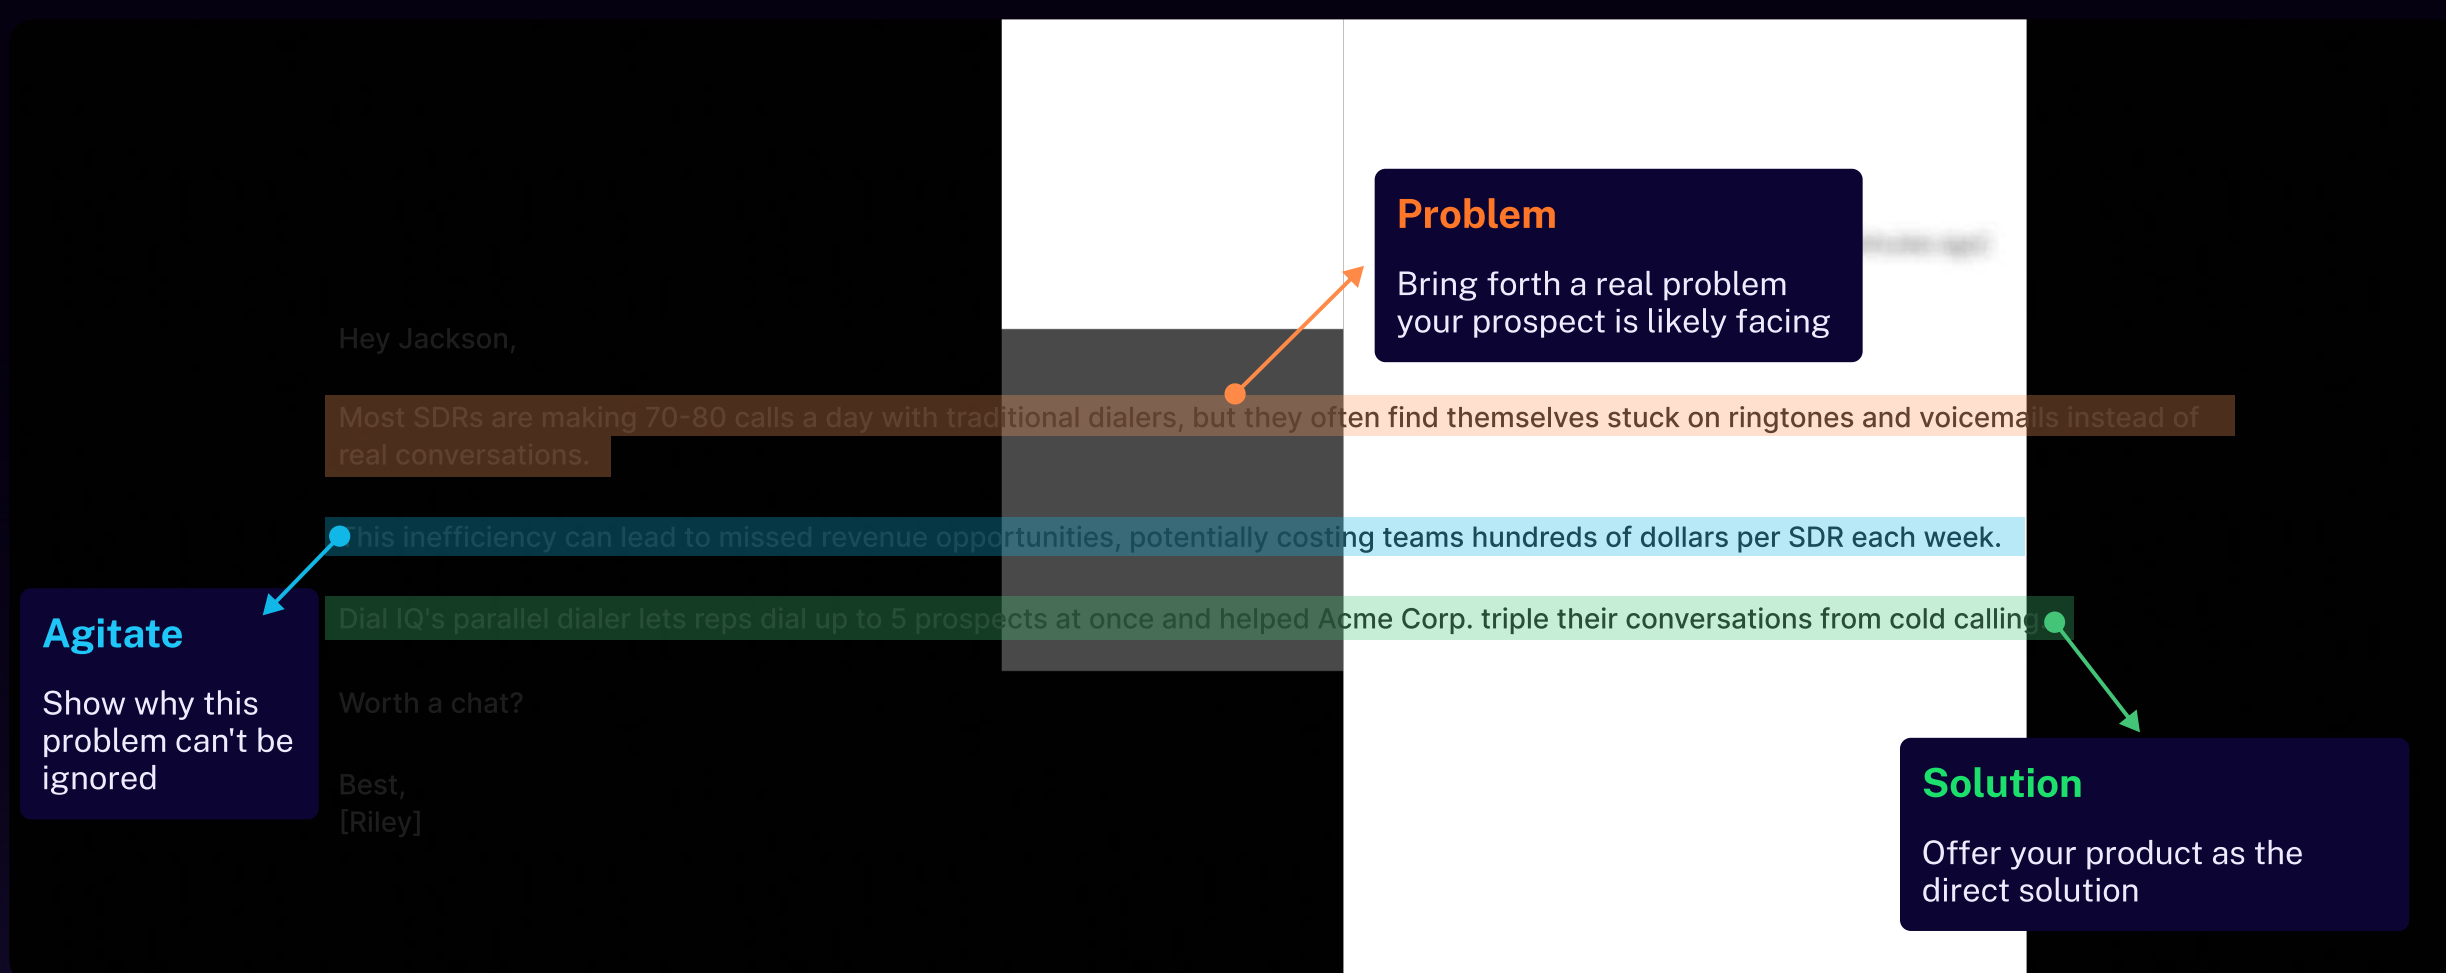 Problem
Bring forth a real problem
your prospect is likely facing
Hey Jackson,
Most SDRs are making 70-80 calls a day with traditional dialers, but they often find themselves stuck on ringtones and voicemails instead of
real conversations.
This inefficiency can lead to missed revenue opportunities, potentially costing teams hundreds of dollars per SDR each week.
Dial IQ's parallel dialer lets reps dial up to 5 prospects at once and helped Acme Corp. triple their conversations from cold calling
Agitate
Show why this
problem can't be
ignored
Worth a chat?
Best,
[Riley]
Solution
Offer your product as the
direct solution